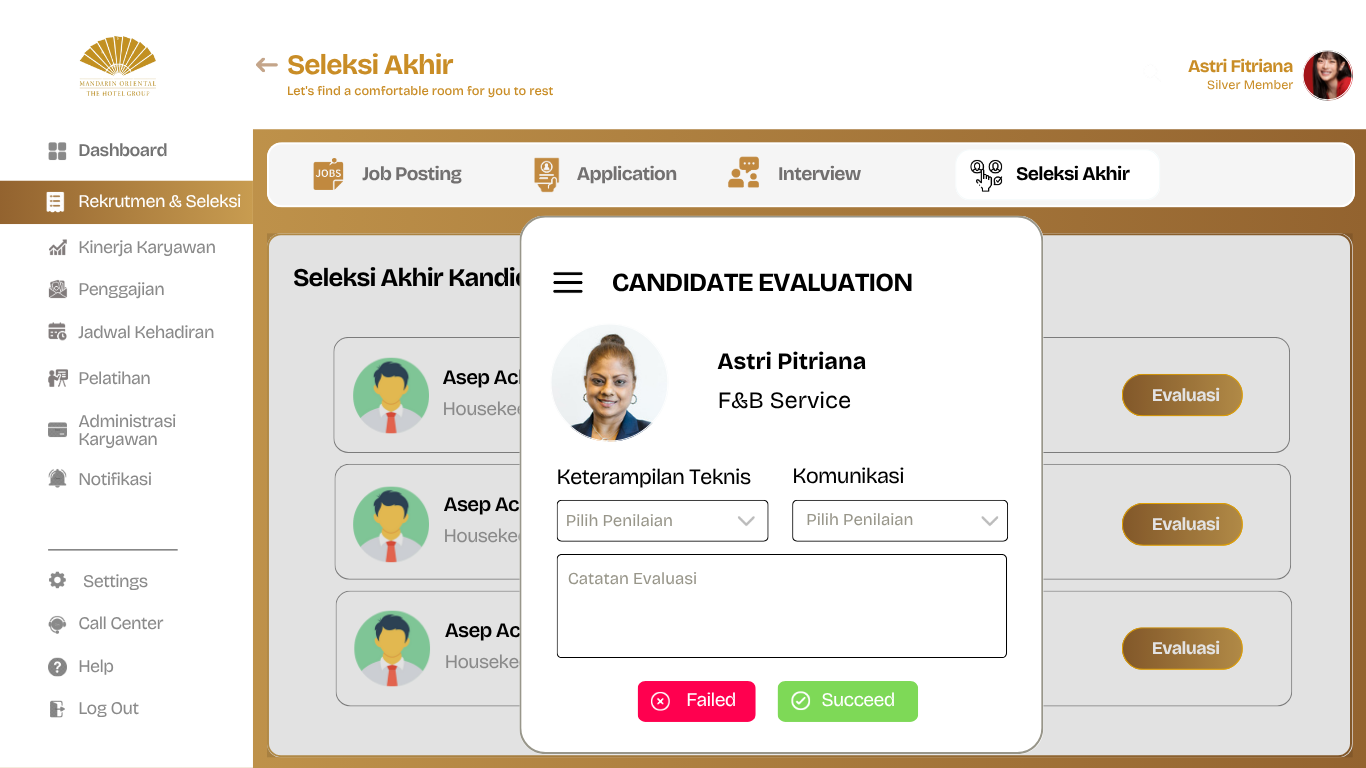 MANDARIN ORIENTAL
THE HOTEL GROUP
Seleksi Akhir
Let's find a comfortable room for you to rest
Astri Fitriana
Silver Member
Dashboard
Rekrutmen & Seleksi
Kinerja Karyawan
Penggajian
Jadwal Kehadiran
Pelatihan
Administrasi
Karyawan
Notifikasi
Settings
Call Center
Help
Log Out
JOBS
Job Posting
Application
Interview
Seleksi Akhir
Seleksi Akhir Kandi
Asep Ac
Houseke
Evaluasi
Asep Ac
Houseke
Evaluasi
Asep Ac
Houseke
Evaluasi
CANDIDATE EVALUATION
Astri Pitriana
F&B Service
Keterampilan Teknis
Komunikasi
Pilih Penilaian
Pilih Penilaian
Catatan Evaluasi
Failed
Succeed